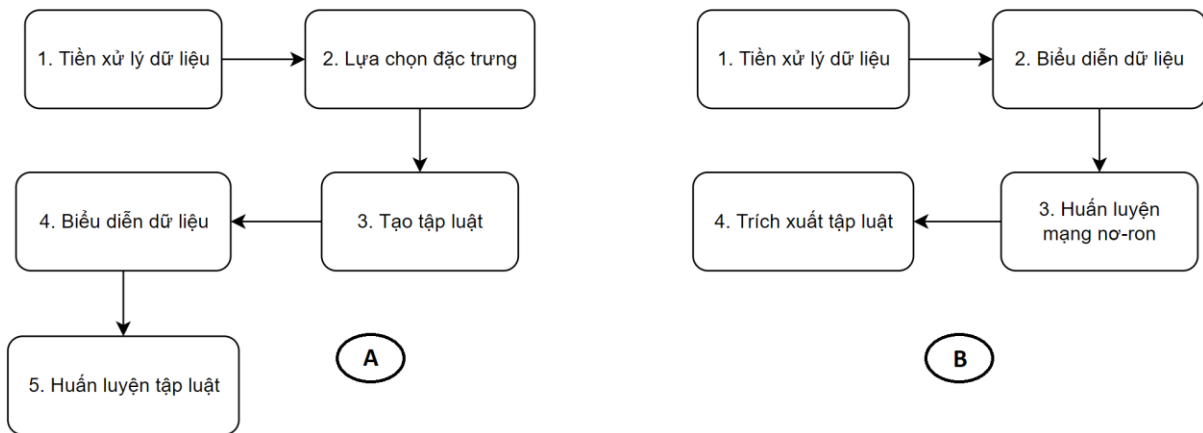 1. Tiền xử lý dữ liệu
2. Lựa chọn đặc trưng
3. Tạo tập luật
4. Biểu diễn dữ liệu
5. Huấn luyện tập luật
A
1. Tiền xử lý dữ liệu
2. Biểu diễn dữ liệu
3. Huấn luyện
mạng nơ-ron
4. Trích xuất tập luật
B